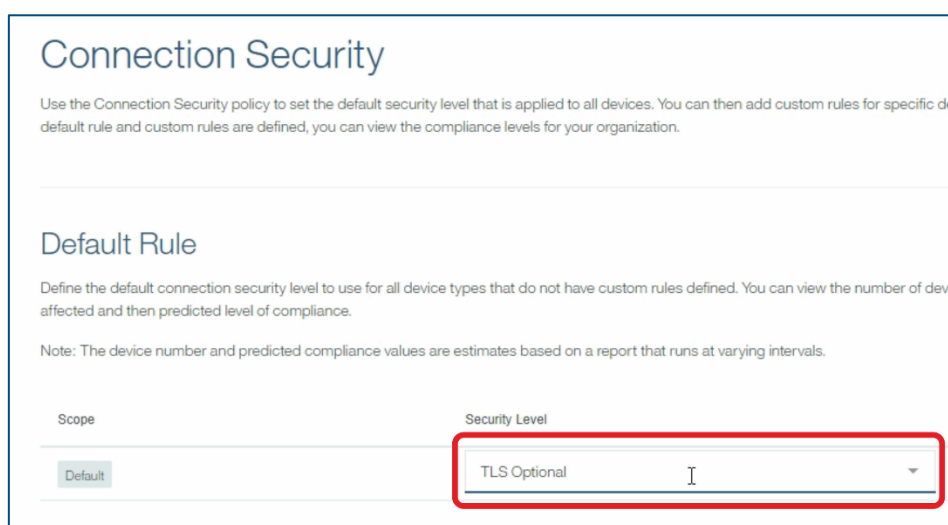 Connection Security
Use the Connection Security policy to set the default security level that is applied to all devices. You can then add custom rules for specific
default rule and custom rules are defined, you can view the compliance levels for your organization.
Default Rule
Define the default connection security level to use for all device types that do not have custom rules defined. You can view the number of
affected and then predicted level of compliance.
Note: The device number and predicted compliance values are estimates based on a report that runs at varying intervals.
Scope
Security Level
Default
TLS Optional